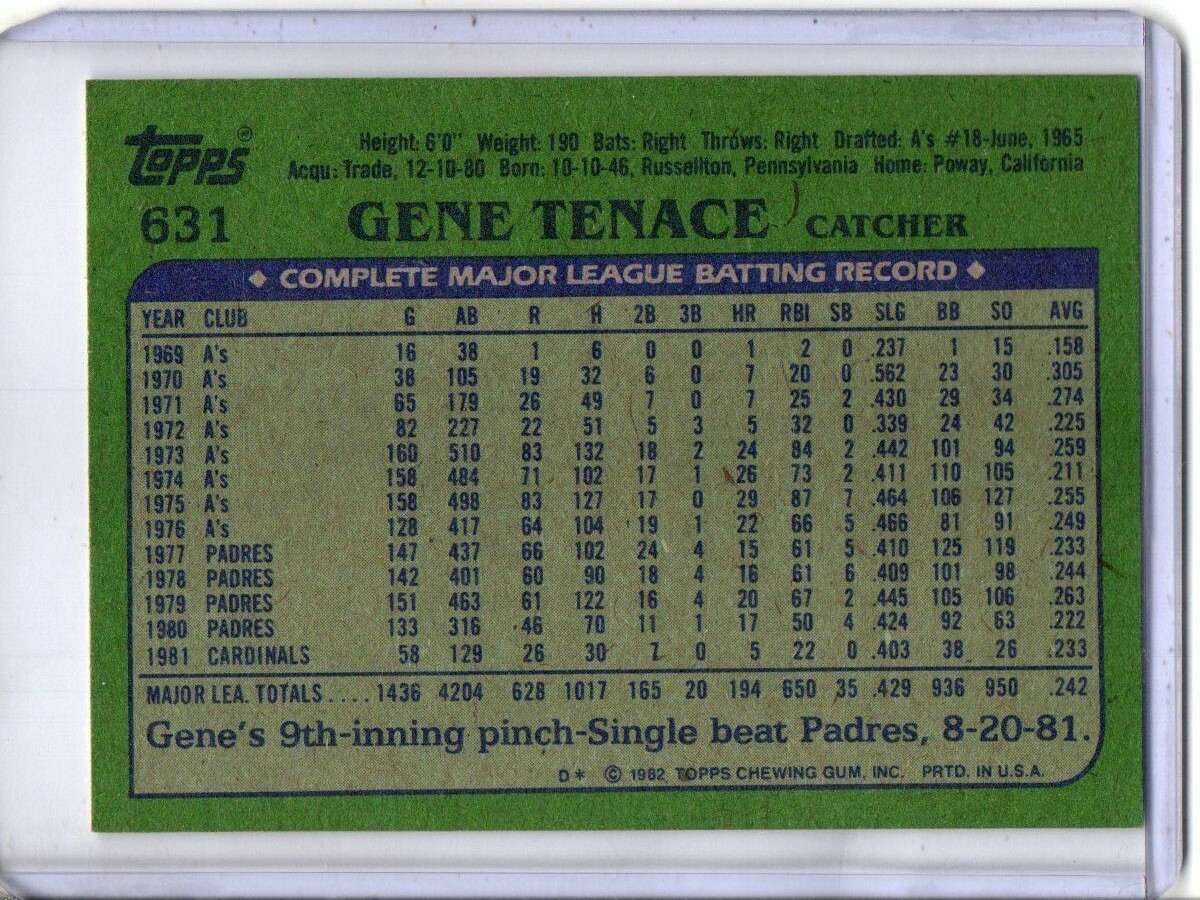 Topps®
Height: 6'0" Weight: 190 Bats: Right Throws: Right Drafted: A's #18-June, 1965
Acqu: Trade, 12-10-80 Born: 10-10-46, Russellton, Pennsylvania Home: Poway, California
631 GENE TENACE CATCHER
◆ COMPLETE MAJOR LEAGUE BATTING RECORD ◆
YEAR CLUB G AB R H 2B 3B HR RBI SB SLG BB SO AVG
1969 A's 16 38 1 6 0 0 1 2 0 .237 1 15 .158
1970 A's 38 105 19 32 6 0 7 20 0 .562 23 30 .305
1971 A's 65 179 26 49 7 0 7 25 2 .430 29 34 .274
1972 A's 82 227 22 51 5 3 5 32 0 .339 24 42 .225
1973 A's 160 510 83 132 18 2 24 84 2 .442 101 94 .259
1974 A's 158 484 71 102 17 1 26 73 2 .411 110 105 .211
1975 A's 158 498 83 127 17 0 29 87 7 .464 106 127 .255
1976 A's 128 417 64 104 19 1 22 66 5 .466 81 91 .249
1977 PADRES 147 437 66 102 24 4 15 61 5 .410 125 119 .233
1978 PADRES 142 401 60 90 18 4 16 61 6 .409 101 98 .244
1979 PADRES 151 463 61 122 16 4 20 67 2 .445 105 106 .263
1980 PADRES 133 316 46 70 11 1 17 50 4 .424 92 63 .222
1981 CARDINALS 58 129 26 30 7 0 5 22 0 .403 38 26 .233
MAJOR LEA. TOTALS.... 1436 4204 628 1017 165 20 194 650 35 .429 936 950 .242
Gene's 9th-inning pinch-Single beat Padres, 8-20-81.
D* © 1982 TOPPS CHEWING GUM, INC. PRTD. IN U.S.A.